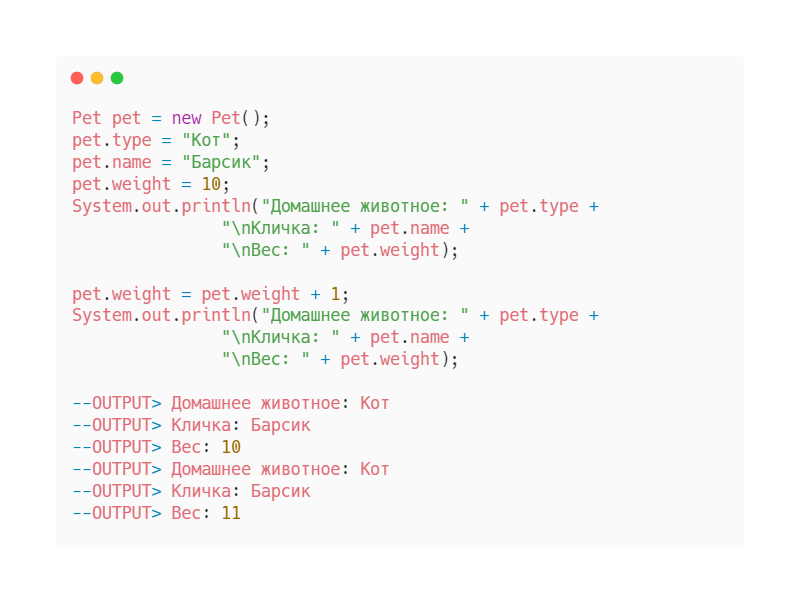 Pet pet = new Pet();
pet.type = "Кот";
pet.name = "Барсик";
pet.weight = 10;
System.out.println("Домашнее животное: " + pet.type +
"\nКличка: " + pet.name +
"\nВес: " + pet.weight);
pet.weight = pet.weight + 1;
System.out.println("Домашнее животное: " + pet.type +
"\nКличка: " + pet.name +
"\nВес: " + pet.weight);
--OUTPUT> Домашнее животное: Кот
--OUTPUT> Кличка: Барсик
--OUTPUT> Вес: 10
--OUTPUT> Домашнее животное: Кот
--OUTPUT> Кличка: Барсик
--OUTPUT> Вес: 11